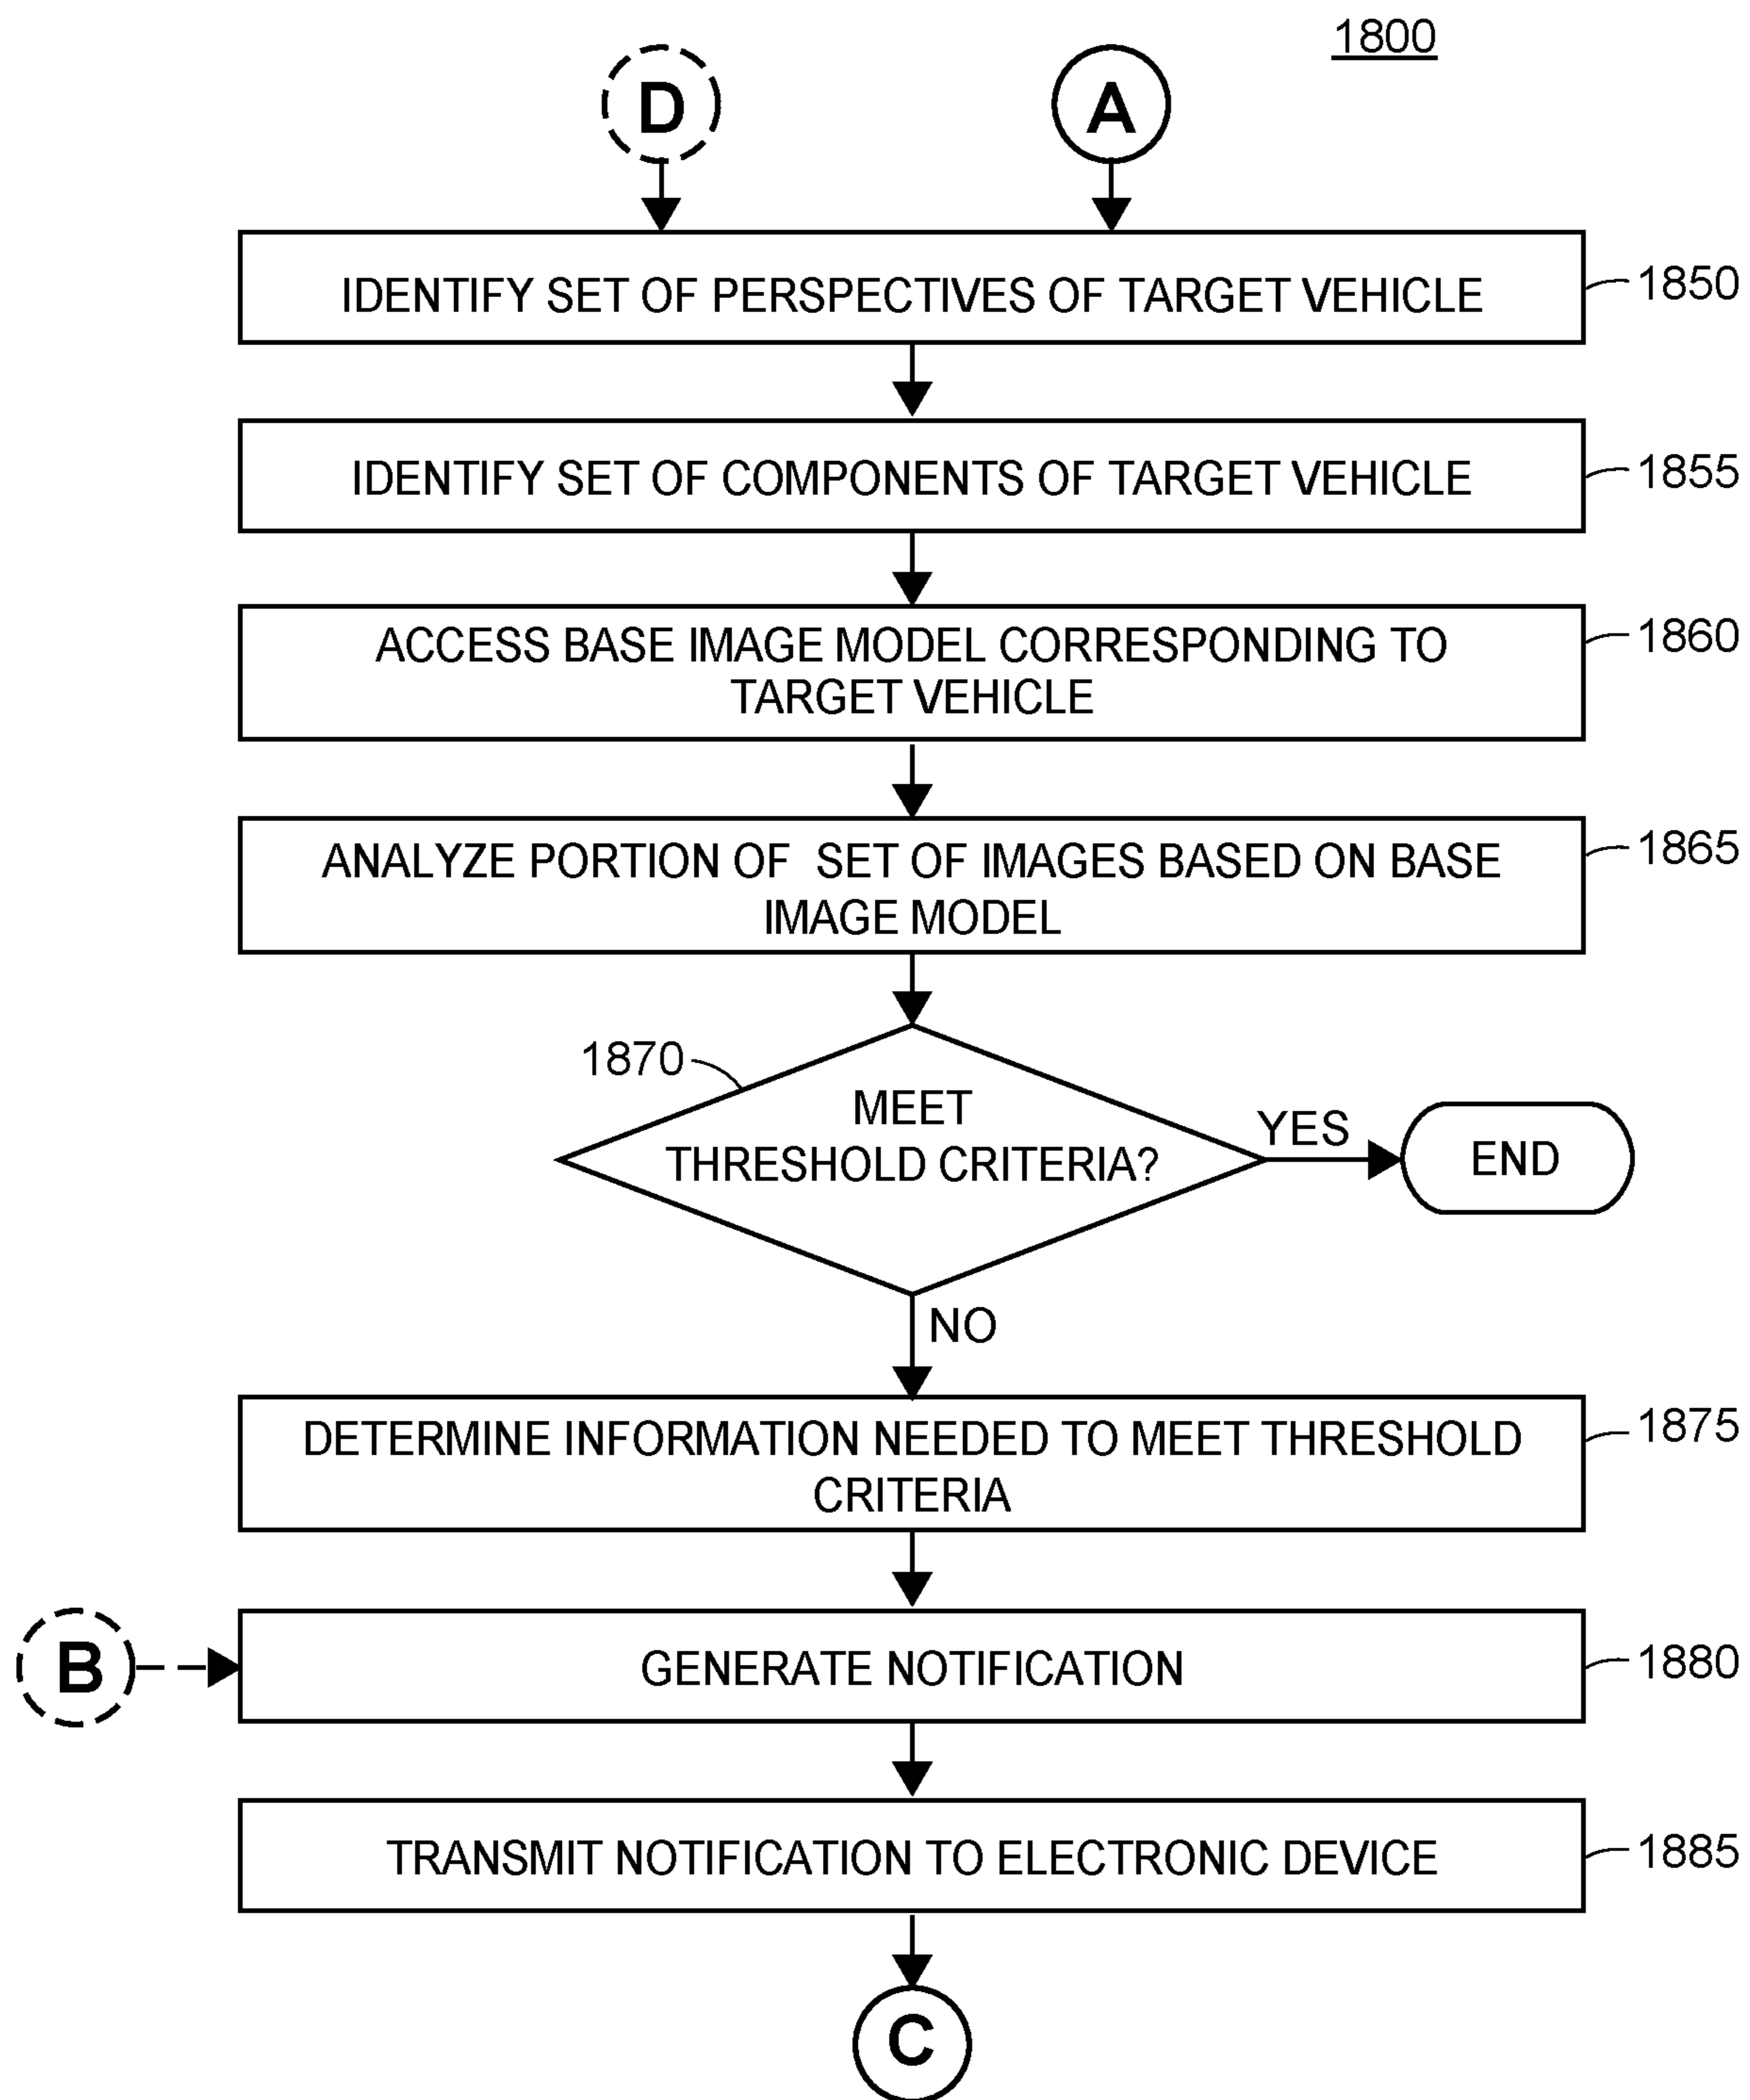 1800
D
A
IDENTIFY SET OF PERSPECTIVES OF TARGET VEHICLE
1850
IDENTIFY SET OF COMPONENTS OF TARGET VEHICLE
1855
ACCESS BASE IMAGE MODEL CORRESPONDING TO
TARGET VEHICLE
1860
ANALYZE PORTION OF SET OF IMAGES BASED ON BASE
IMAGE MODEL
1865
1870
MEET
THRESHOLD CRITERIA?
YES
END
NO
DETERMINE INFORMATION NEEDED TO MEET THRESHOLD
CRITERIA
1875
B
GENERATE NOTIFICATION
1880
TRANSMIT NOTIFICATION TO ELECTRONIC DEVICE
1885
C